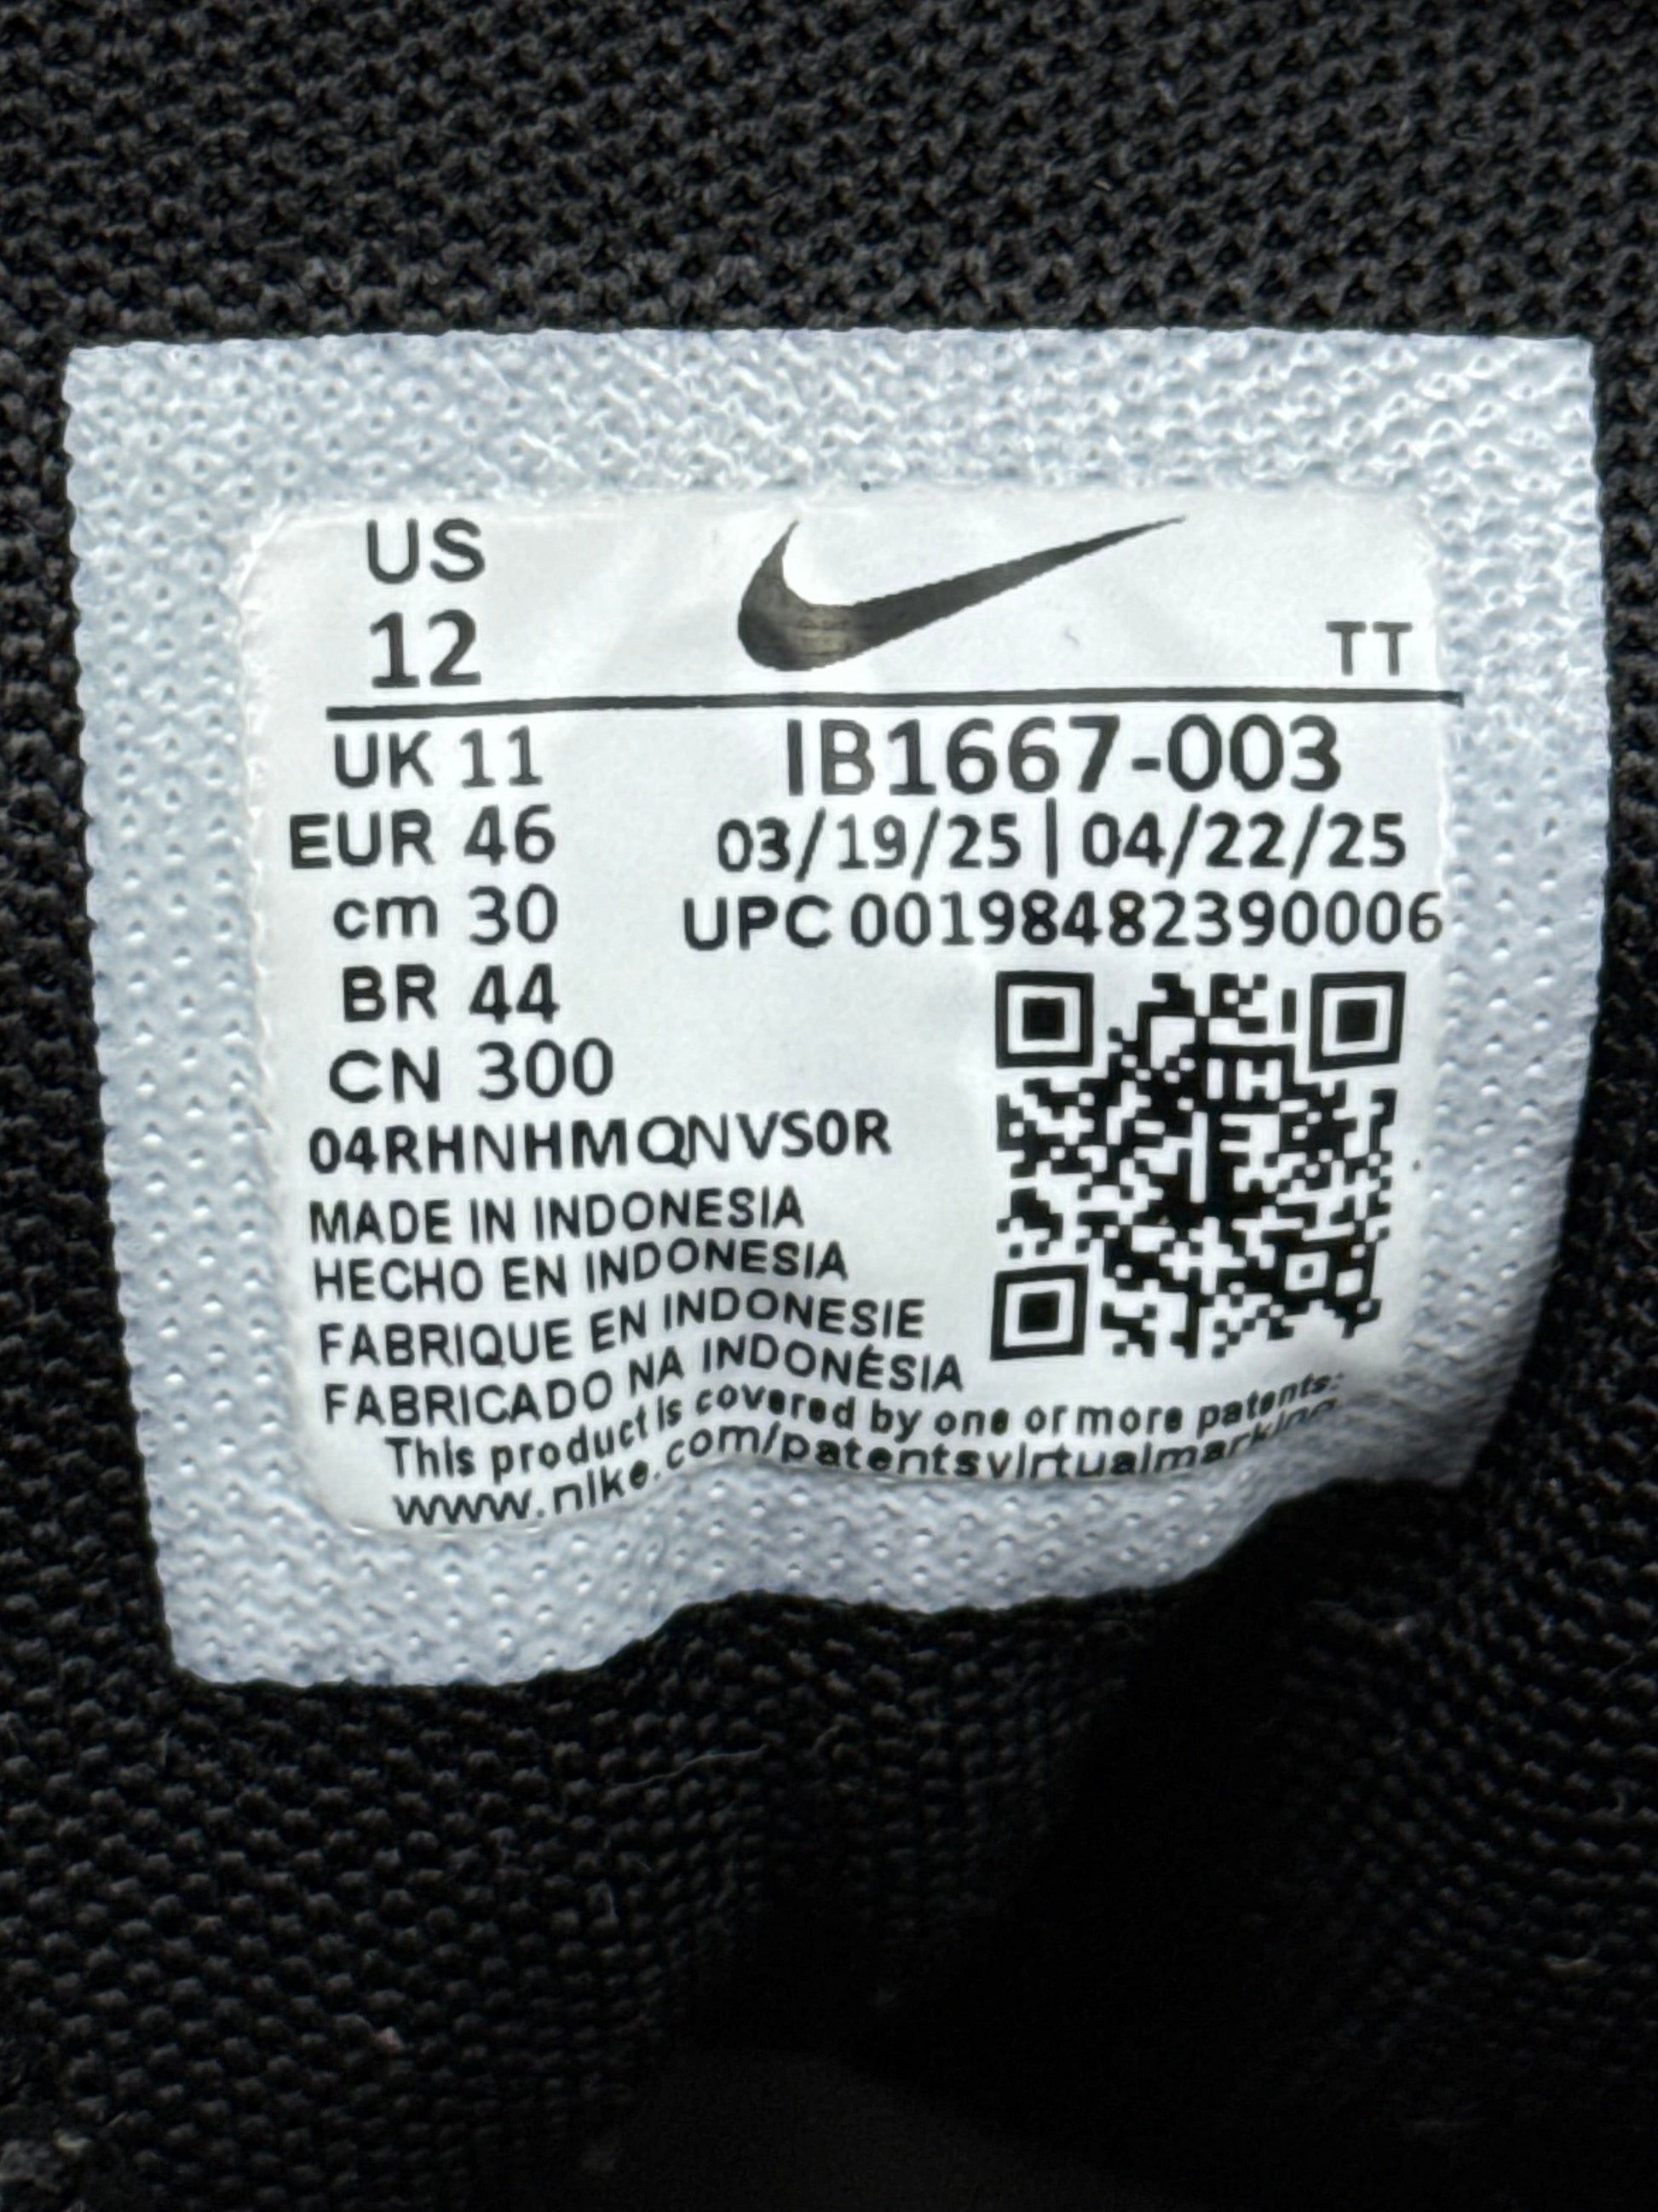 US
12
TT
UK 11
IB1667-003
EUR 46
03/19/25 | 04/22/25
cm 30
UPC 00198482390006
BR 44
CN 300
04RHNHMQNVS0R
MADE IN INDONESIA
HECHO EN INDONESIA
FABRIQUE EN INDONESIE
FABRICADO NA INDONÉSIA
This product is covered by one or more patents:
www.nike.com/patentsvirtualmarking